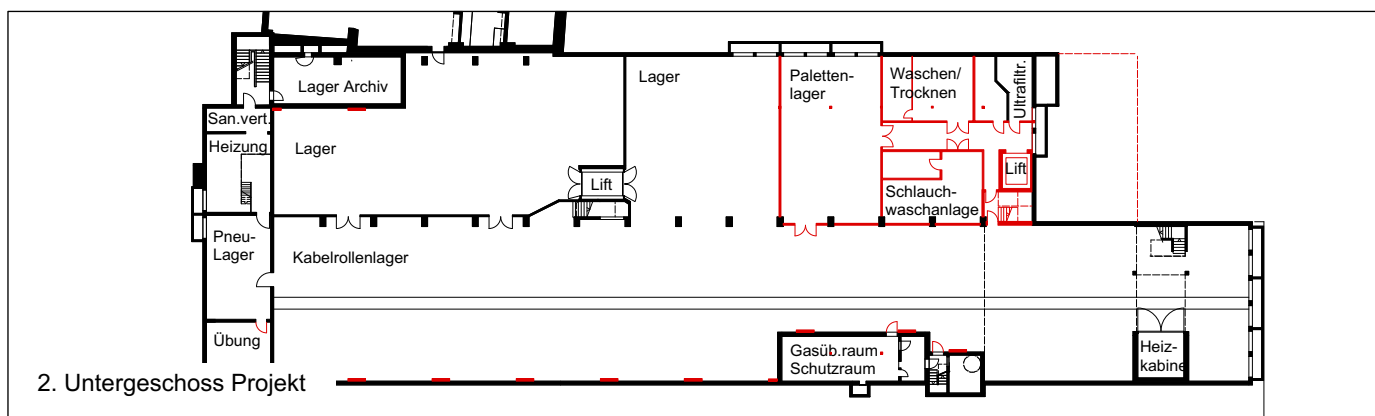 Lager Archiv
San.vert.
Heizung
Lager
Lift
Lager
Paletten-
lager
Waschen/
Trocknen
Ultrafiltr.
Lift
Schlauch-
waschanlage
Pneu-
Lager
Kabelrollenlager
Übung
Gasüb.raum
Schutzraum
Heiz-
kabine
2. Untergeschoss Projekt